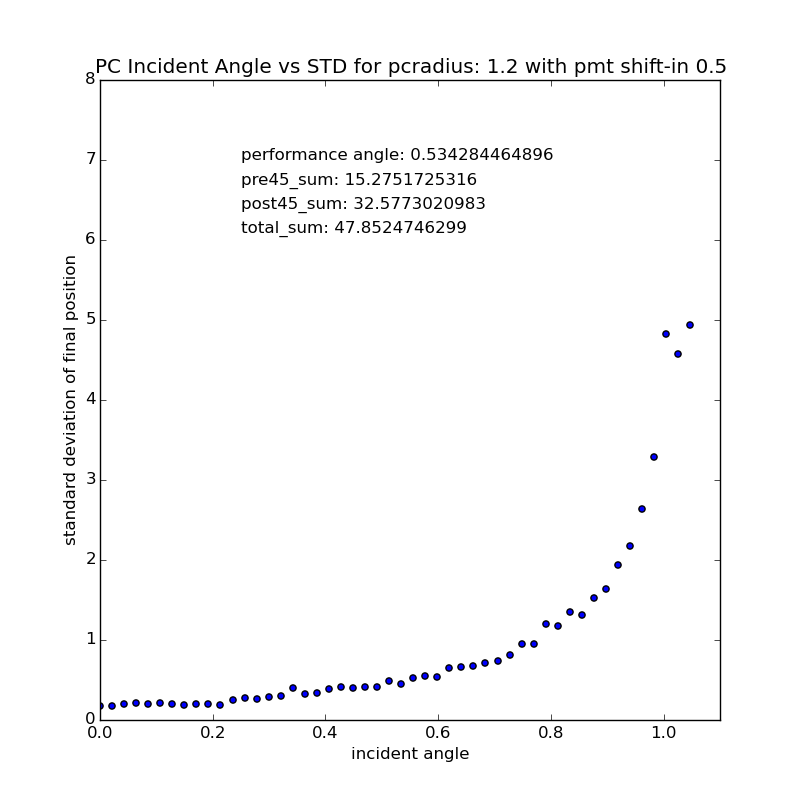 PC Incident Angle vs STD for pcradius: 1.2 with pmt shift-in 0.5
8
7
6
5
4
3
2
1
0
standard deviation of final position
performance angle: 0.534284464896
pre45_sum: 15.2751725316
post45_sum: 32.5773020983
total_sum: 47.8524746299
0.0 0.2 0.4 0.6 0.8 1.0
incident angle